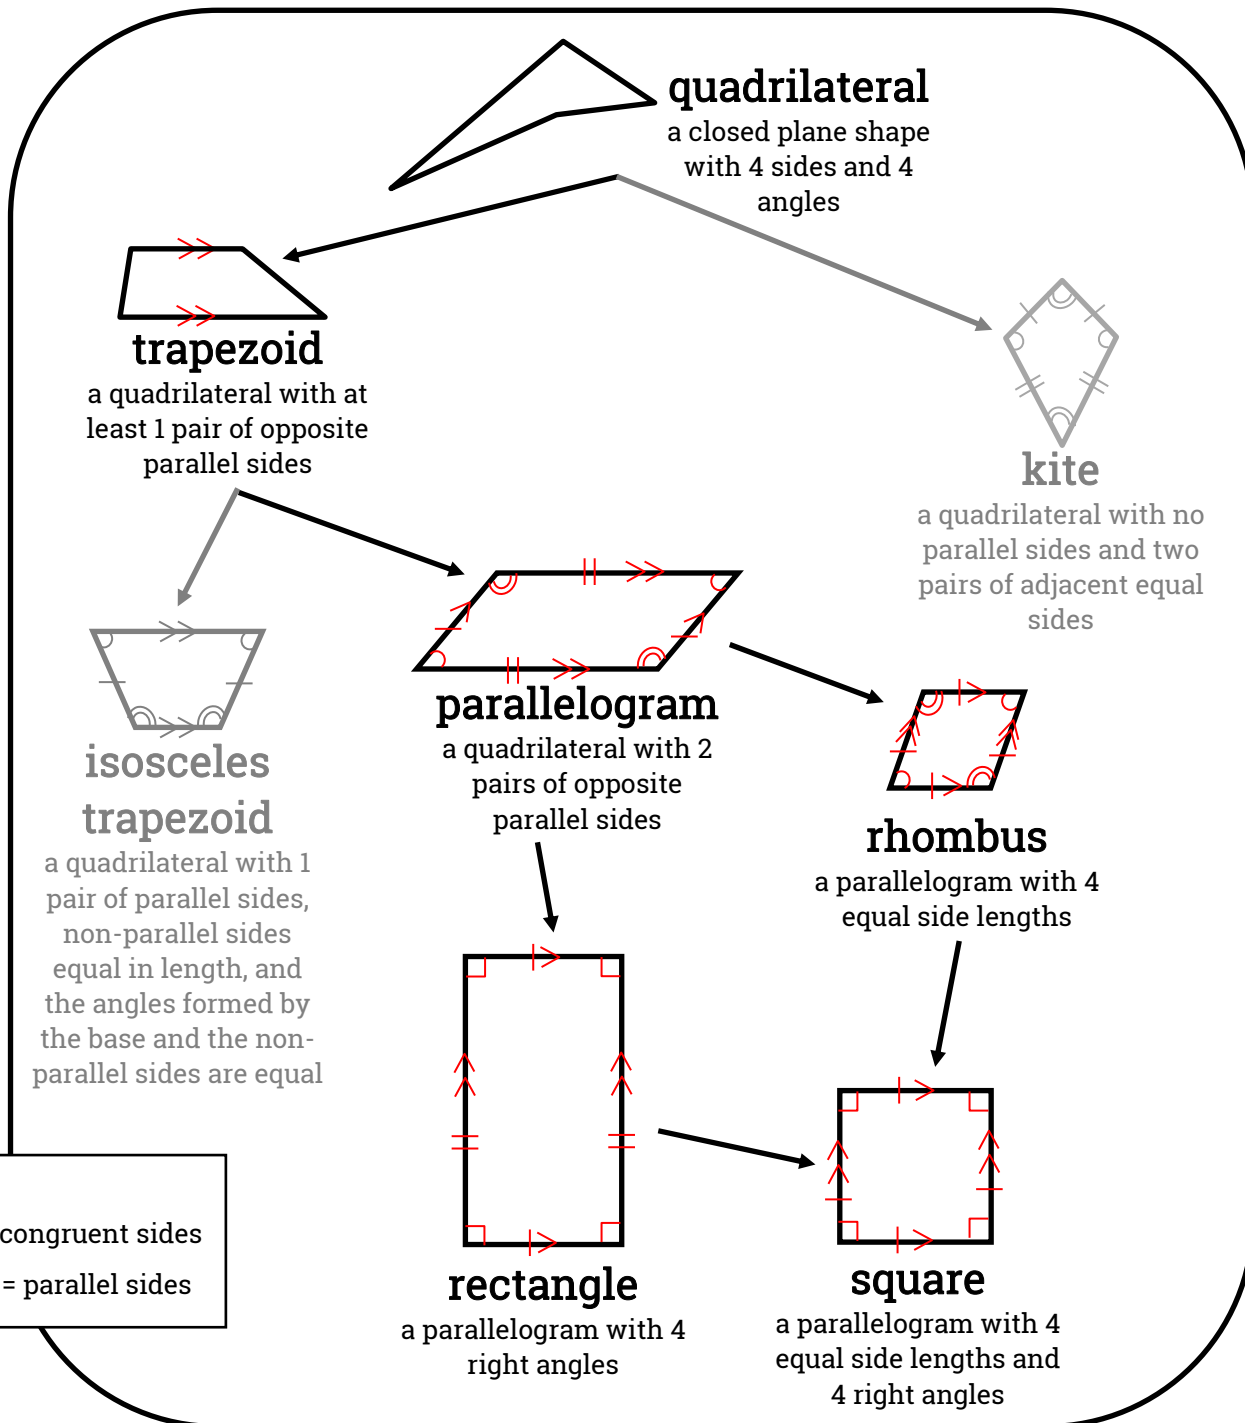 quadrilateral
a closed plane shape
with 4 sides and 4
angles
trapezoid
a quadrilateral with at
least 1 pair of opposite
parallel sides
kite
a quadrilateral with no
parallel sides and two
pairs of adjacent equal
sides
parallelogram
a quadrilateral with 2
pairs of opposite
parallel sides
isosceles
trapezoid
a quadrilateral with 1
pair of parallel sides,
non-parallel sides
equal in length, and
the angles formed by
the base and the non-
parallel sides are equal
rhombus
a parallelogram with 4
equal side lengths
congruent sides
= parallel sides
rectangle
a parallelogram with 4
right angles
square
a parallelogram with 4
equal side lengths and
4 right angles